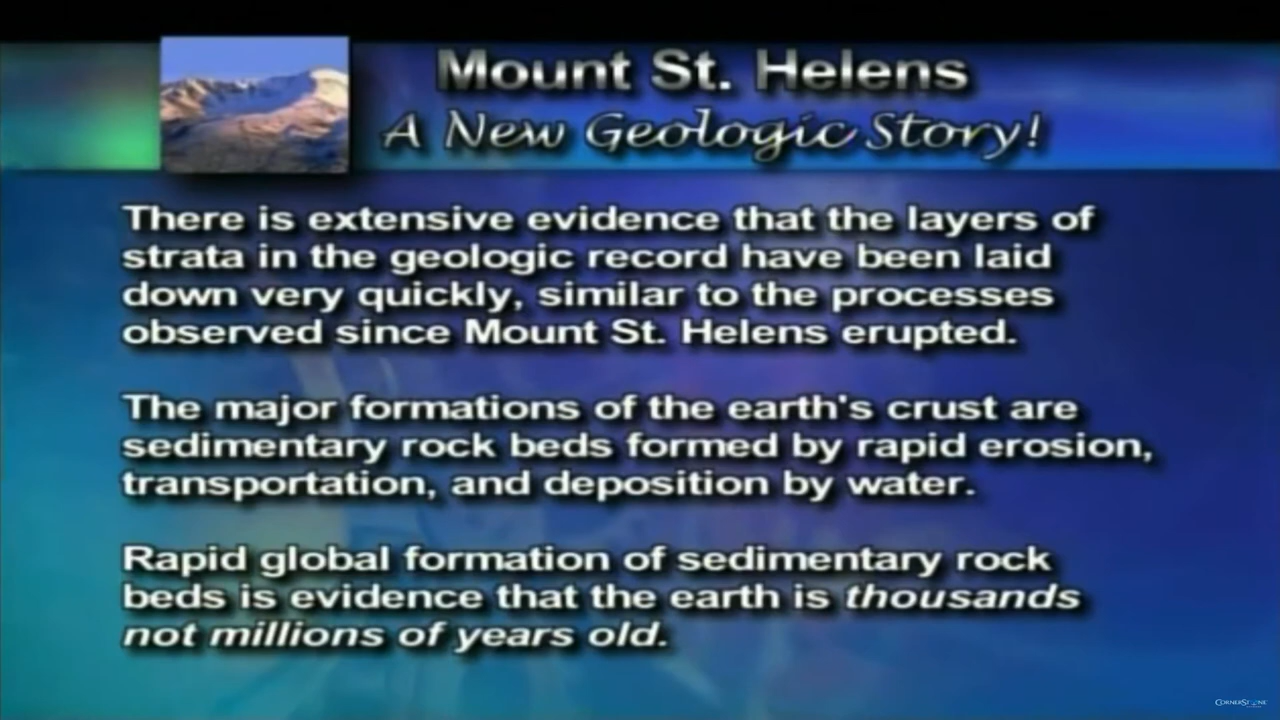 Mount St. Helens
A New Geologic Story!
There is extensive evidence that the layers of
strata in the geologic record have been laid
down very quickly, similar to the processes
observed since Mount St. Helens erupted.
The major formations of the earth's crust are
sedimentary rock beds formed by rapid erosion,
transportation, and deposition by water.
Rapid global formation of sedimentary rock
beds is evidence that the earth is thousands
not millions of years old.
CORNERSTONE